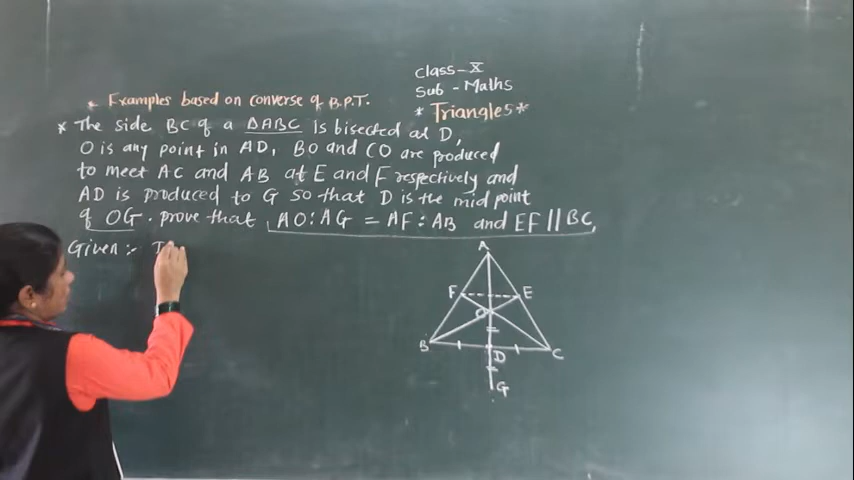 Class-X
Sub - Maths
* Triangles *
* Examples based on converse of B.P.T.
* The side BC of a ΔABC is bisected at D,
O is any point in AD, BO and CO are produced
to meet AC and AB at E and F respectively and
AD is produced to G so that D is the mid point
of OG. prove that AO:AG = AF:AB and EF || BC,
Given :-
A
F E
O
B D C
G